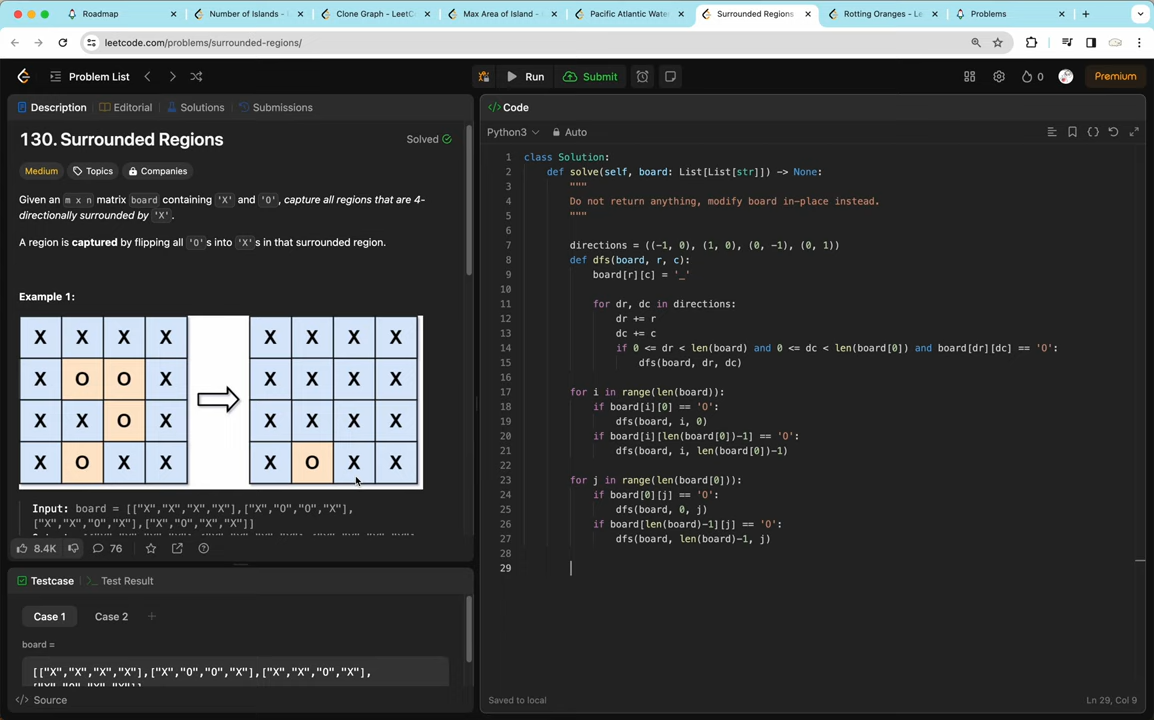 Roadmap
Number of Islands -
Clone Graph - LeetC
Max Area of Island -
Pacific Atlantic Wate
Surrounded Regions
Rotting Oranges - Le
Problems
leetcode.com/problems/surrounded-regions/
Problem List
Run
Submit
0
Premium
Description
Editorial
Solutions
Submissions
130. Surrounded Regions
Solved
Medium
Topics
Companies
Given an m x n matrix board containing 'X' and 'O', capture all regions that are 4-
directionally surrounded by 'X'.
A region is captured by flipping all 'O's into 'X's in that surrounded region.
Example 1:
X X X X X X X X
X O O X X X X X
X X O X X X X X
X O X X X O X X
Input: board = [["X","X","X","X"],["X","O","O","X"],
["X","X","O","X"],["X","O","X","X"]]
8.4K
76
Testcase
Test Result
Case 1
Case 2
board =
[["X","X","X","X"],["X","O","O","X"],["X","X","O","X"],
Source
Code
Python3
Auto
1 class Solution:
2 def solve(self, board: List[List[str]]) -> None:
3 """
4 Do not return anything, modify board in-place instead.
5 """
6
7 directions = ((-1, 0), (1, 0), (0, -1), (0, 1))
8 def dfs(board, r, c):
9 board[r][c] = '_'
10
11 for dr, dc in directions:
12 dr += r
13 dc += c
14 if 0 <= dr < len(board) and 0 <= dc < len(board[0]) and board[dr][dc] == 'O':
15 dfs(board, dr, dc)
16
17 for i in range(len(board)):
18 if board[i][0] == 'O':
19 dfs(board, i, 0)
20 if board[i][len(board[0])-1] == 'O':
21 dfs(board, i, len(board[0])-1)
22
23 for j in range(len(board[0])):
24 if board[0][j] == 'O':
25 dfs(board, 0, j)
26 if board[len(board)-1][j] == 'O':
27 dfs(board, len(board)-1, j)
28
29
Saved to local
Ln 29, Col 9